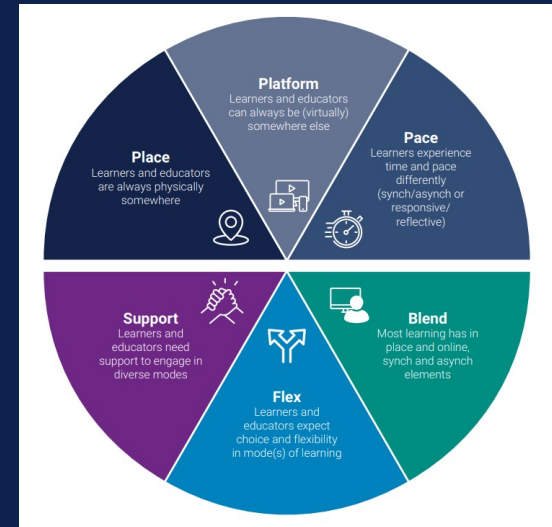 Platform
Learners and educators
can always be (virtually)
somewhere else
Place
Learners and educators
are always physically
somewhere
Pace
Learners experience
time and pace
differently
(synch/asynch or
responsive/
reflective)
Support
Learners and
educators need
support to engage in
diverse modes
Flex
Learners and
educators expect
choice and flexibility
in mode(s) of learning
Blend
Most learning has in
place and online,
synch and asynch
elements